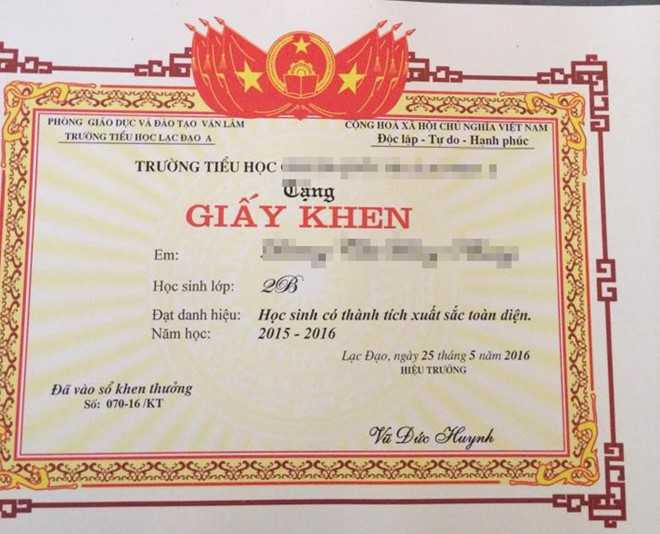 PHÒNG GIÁO DỤC VÀ ĐÀO TẠO VĂN LÂM
TRƯỜNG TIỂU HỌC LẠC ĐẠO A
CỘNG HOÀ XÃ HỘI CHỦ NGHĨA VIỆT NAM
Độc lập - Tự do - Hạnh phúc
TRƯỜNG TIỂU HỌC
Tặng
GIẤY KHEN
Em:
Học sinh lớp: 2B
Đạt danh hiệu: Học sinh có thành tích xuất sắc toàn diện.
Năm học: 2015 - 2016
Lạc Đạo, ngày 25 tháng 5 năm 2016
HIỆU TRƯỞNG
Đã vào sổ khen thưởng
Số: 070-16 /KT
Vũ Đức Huynh